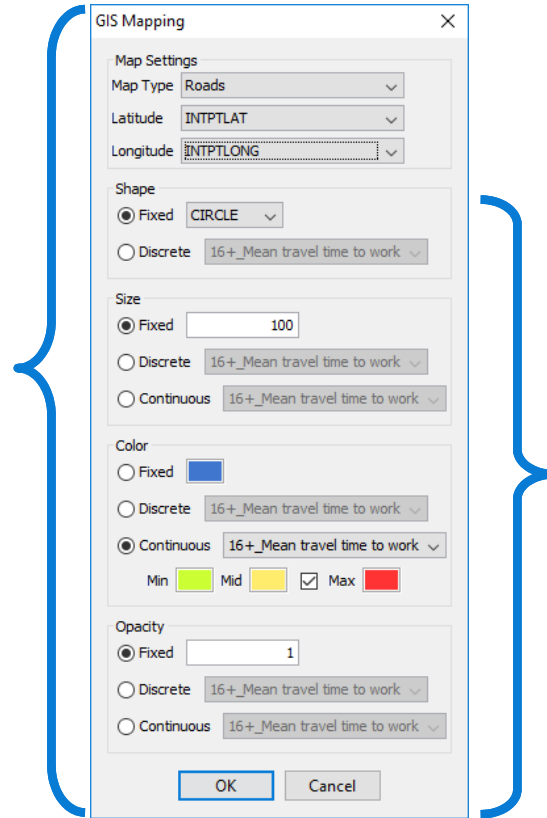 GIS Mapping
Map Settings
Map Type Roads
Latitude INTPTLAT
Longitude INTPTLONG
Shape
Fixed CIRCLE
Discrete 16+_Mean travel time to work
Size
Fixed 100
Discrete 16+_Mean travel time to work
Continuous 16+_Mean travel time to work
Color
Fixed
Discrete 16+_Mean travel time to work
Continuous 16+_Mean travel time to work
Min Mid Max
Opacity
Fixed 1
Discrete 16+_Mean travel time to work
Continuous 16+_Mean travel time to work
OK Cancel